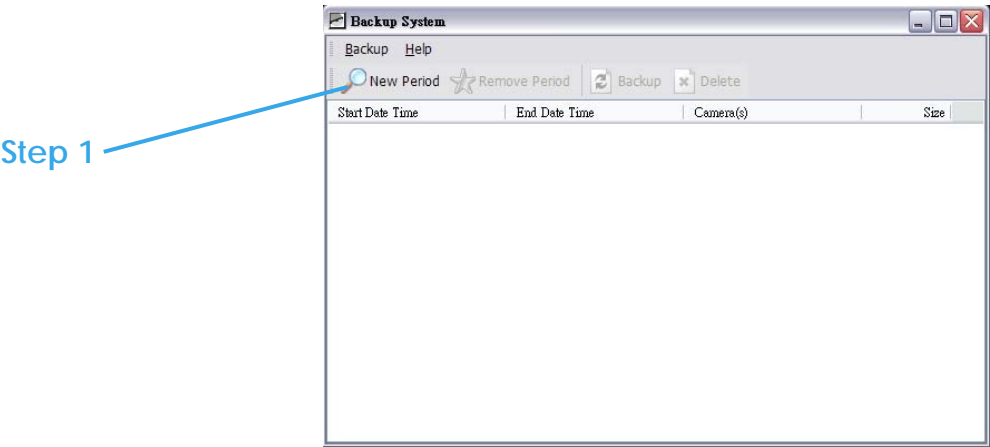 Backup System
Backup Help
New Period Remove Period Backup Delete
Start Date Time End Date Time Camera(s) Size
Step 1